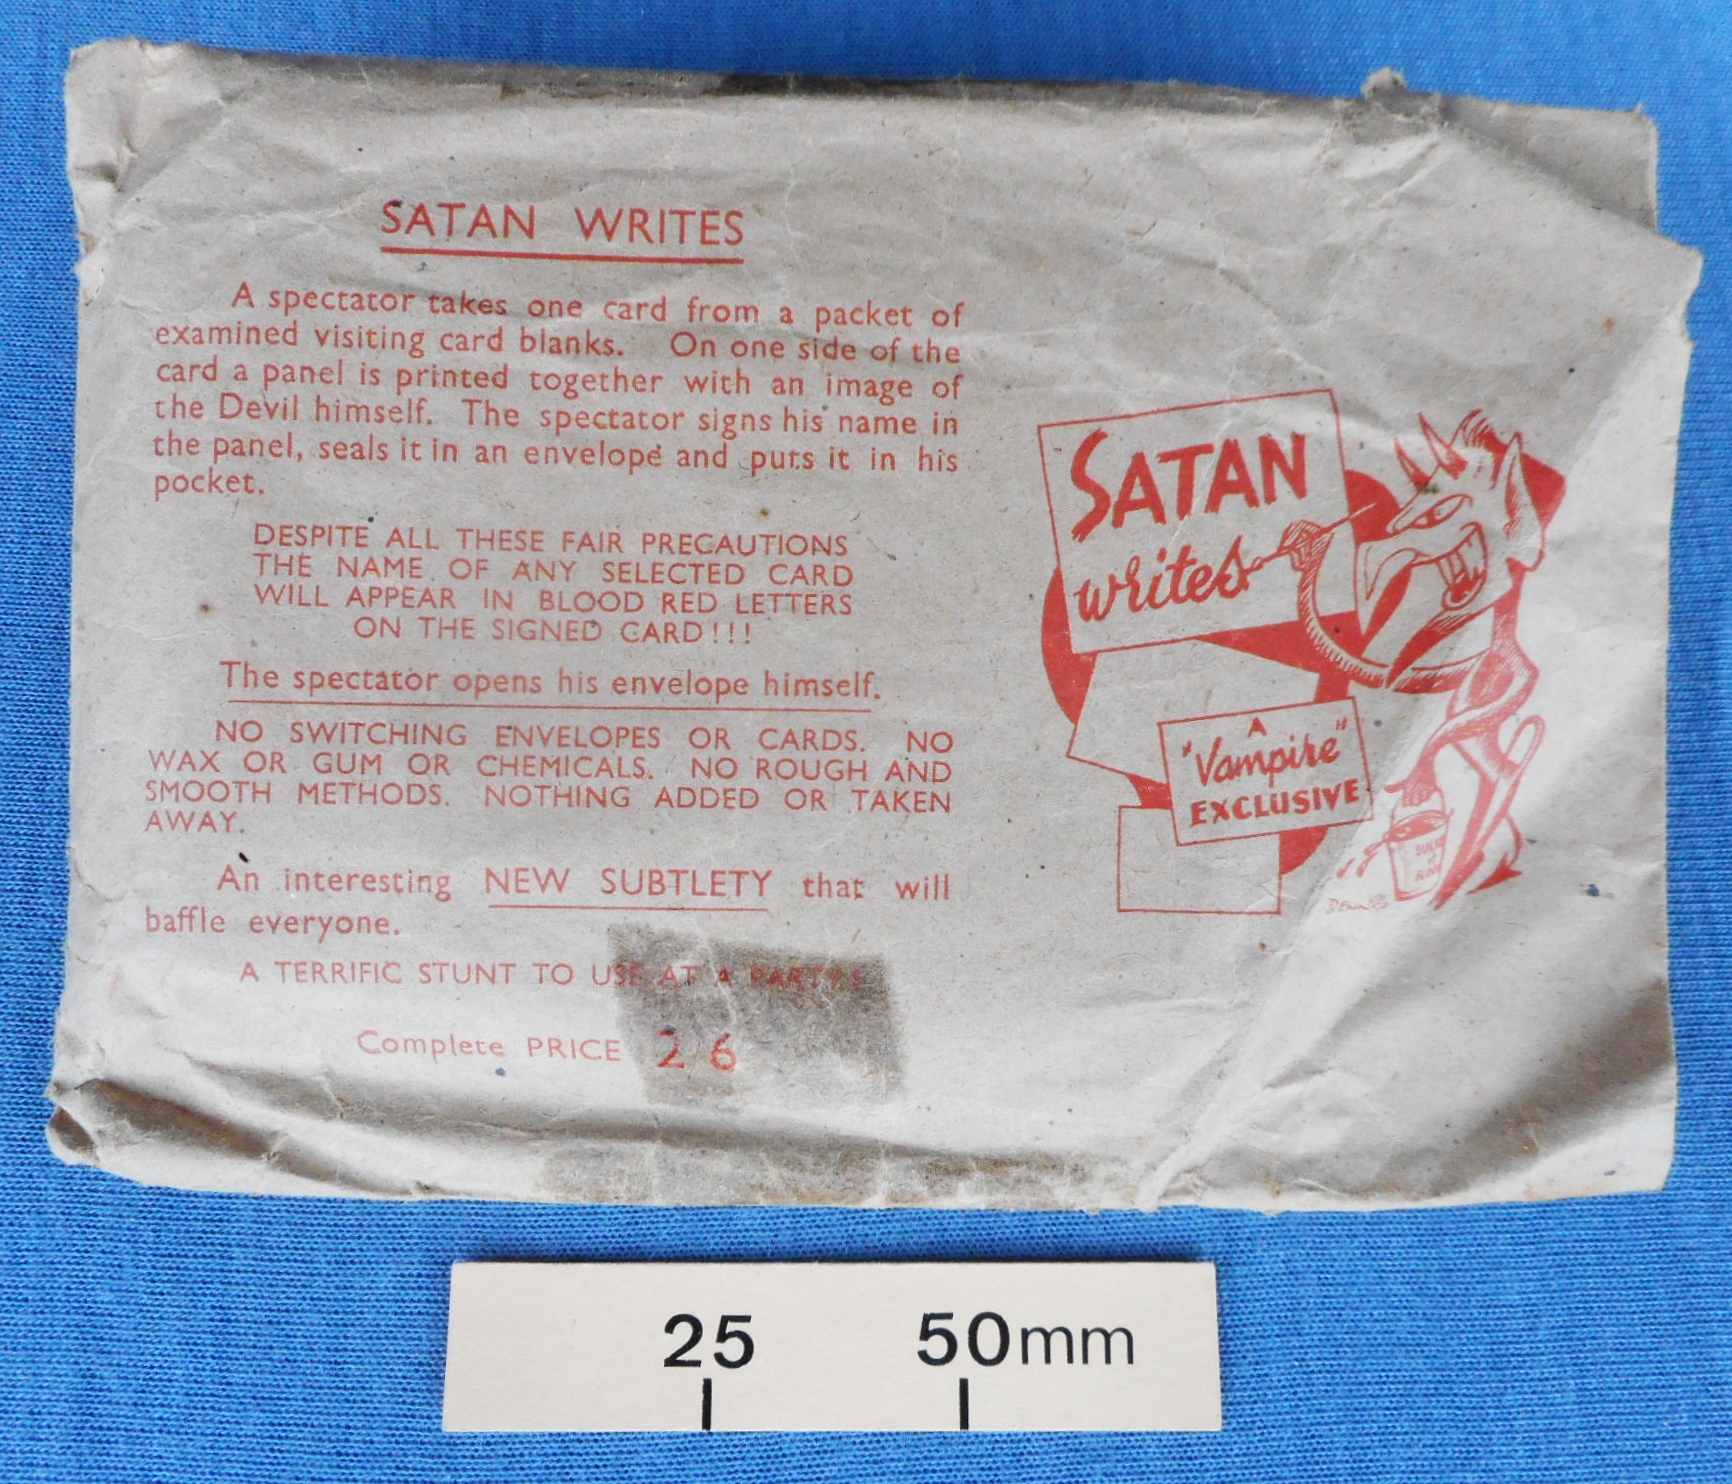 SATAN WRITES
A spectator takes one card from a packet of
examined visiting card blanks. On one side of the
card a panel is printed together with an image of
the Devil himself. The spectator signs his name in
the panel, seals it in an envelope and puts it in his
pocket.
DESPITE ALL THESE FAIR PRECAUTIONS
THE NAME OF ANY SELECTED CARD
WILL APPEAR IN BLOOD RED LETTERS
ON THE SIGNED CARD!!!
The spectator opens his envelope himself.
NO SWITCHING ENVELOPES OR CARDS. NO
WAX OR GUM OR CHEMICALS. NO ROUGH AND
SMOOTH METHODS. NOTHING ADDED OR TAKEN
AWAY.
An interesting NEW SUBTLETY that will
baffle everyone.
A TERRIFIC STUNT TO USE AT A PARTY!
Complete PRICE 2/6
SATAN
writes
A
"Vampire"
EXCLUSIVE
25 50mm